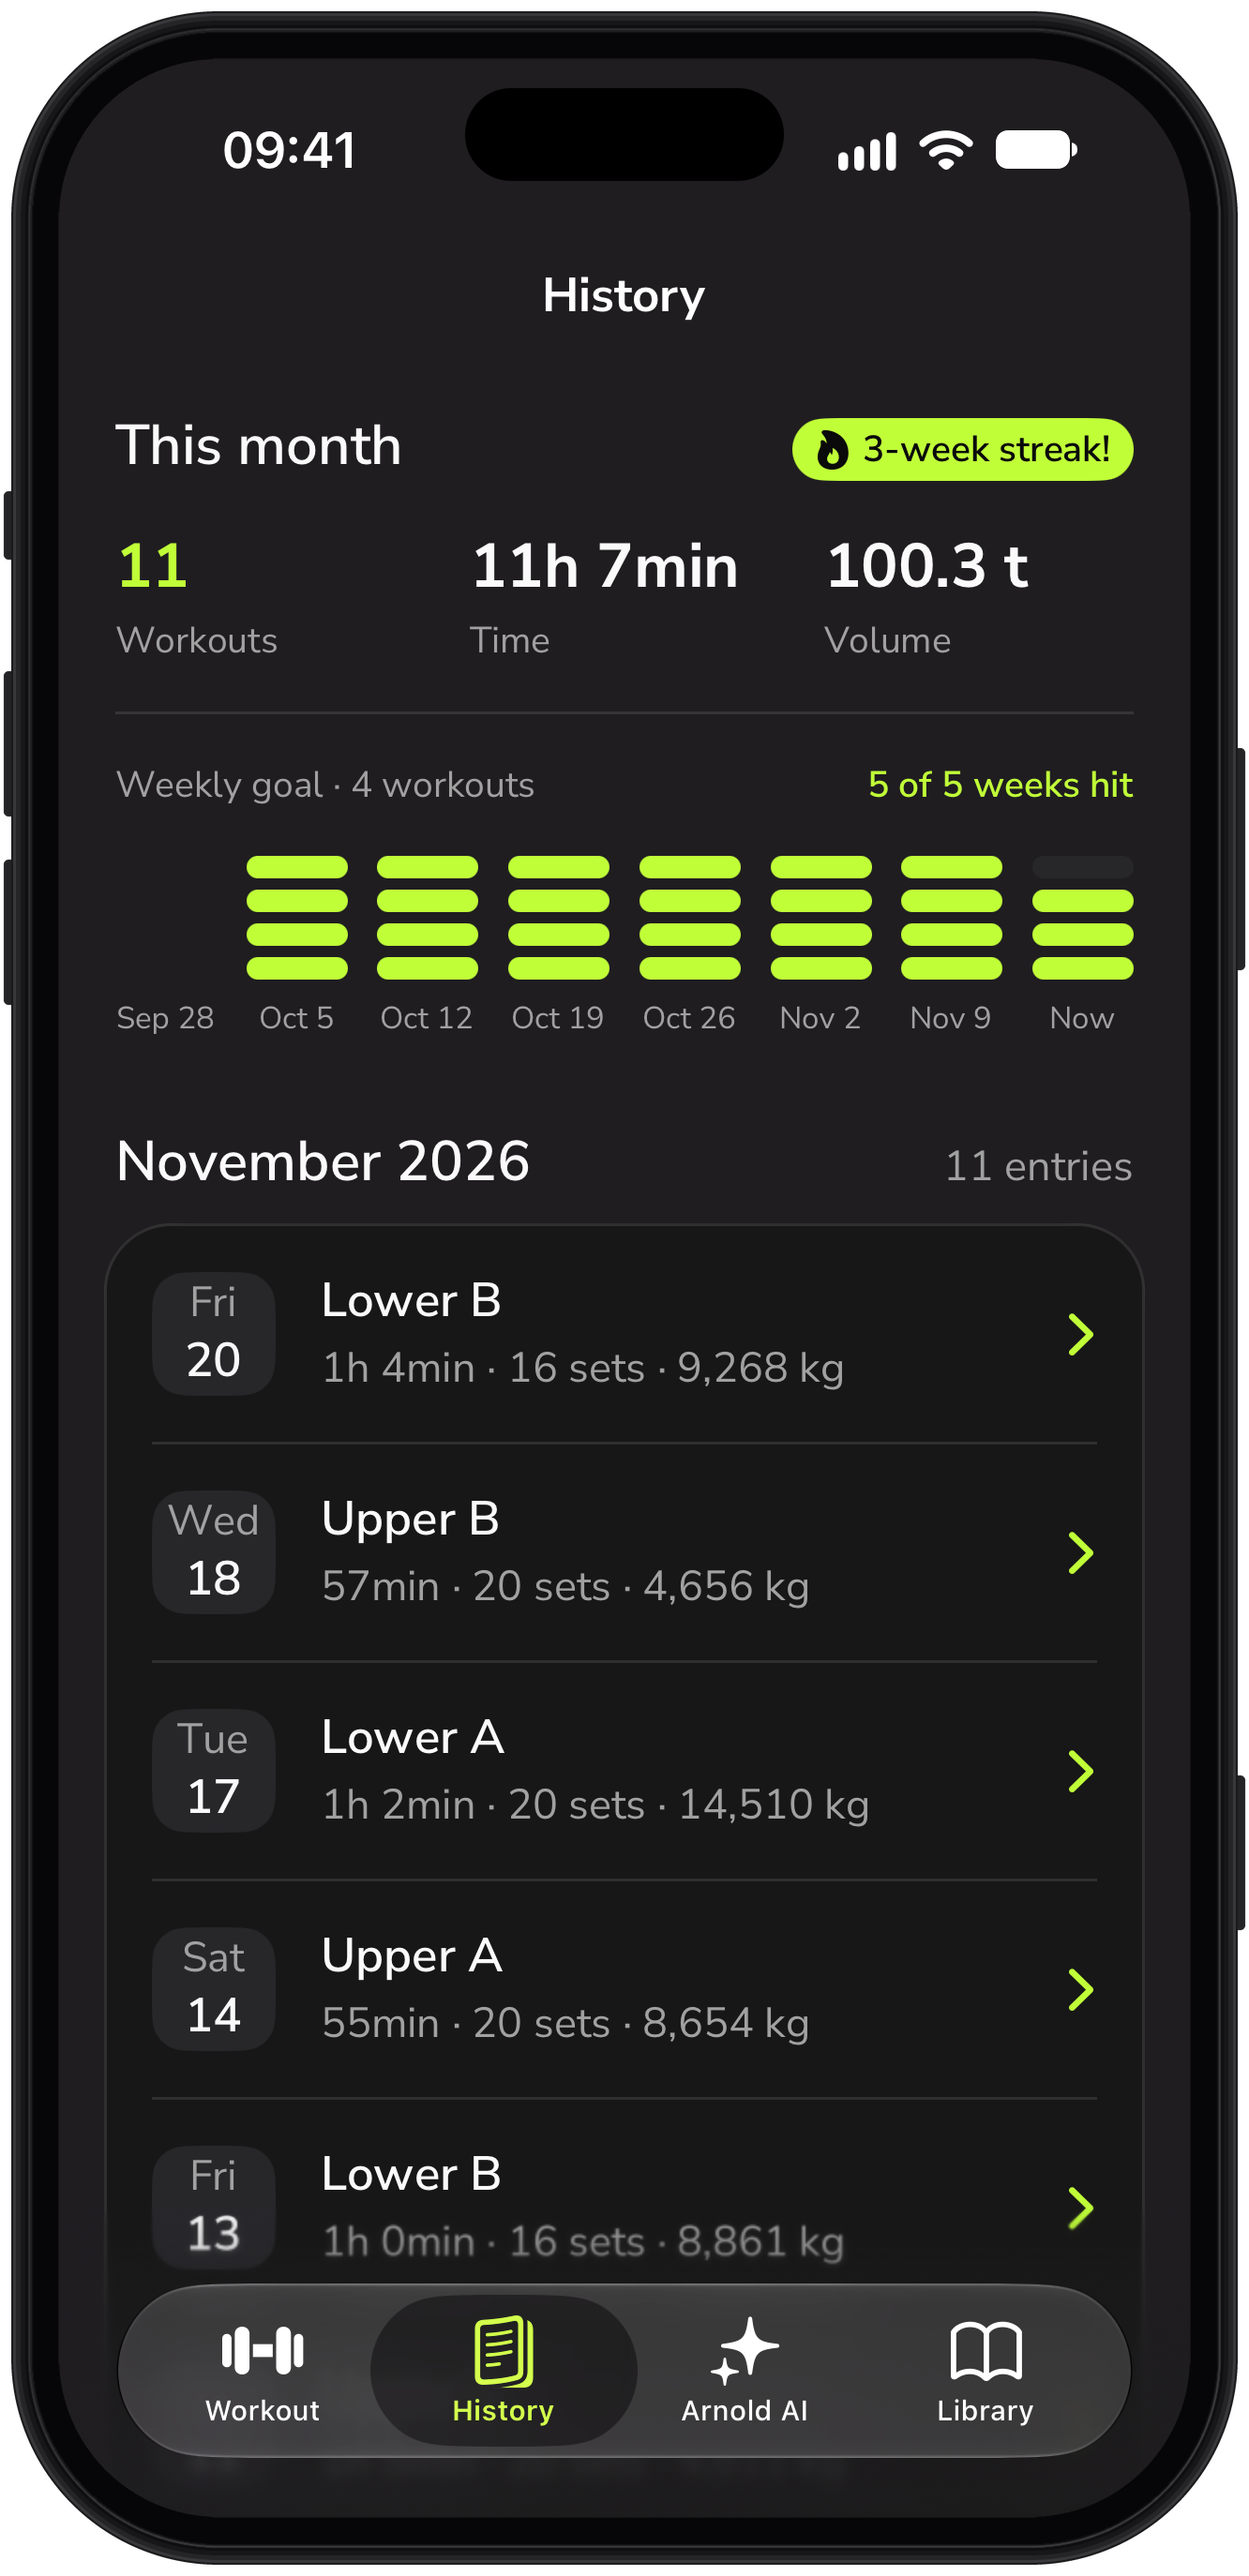 09:41
History
This month
3-week streak!
11
11h 7min
100.3 t
Workouts
Time
Volume
Weekly goal · 4 workouts
5 of 5 weeks hit
Sep 28
Oct 5
Oct 12
Oct 19
Oct 26
Nov 2
Nov 9
Now
November 2026
11 entries
Fri
20
Lower B
1h 4min · 16 sets · 9,268 kg
Wed
18
Upper B
57min · 20 sets · 4,656 kg
Tue
17
Lower A
1h 2min · 20 sets · 14,510 kg
Sat
14
Upper A
55min · 20 sets · 8,654 kg
Fri
13
Lower B
1h 0min · 16 sets · 8,861 kg
Workout
History
Arnold AI
Library